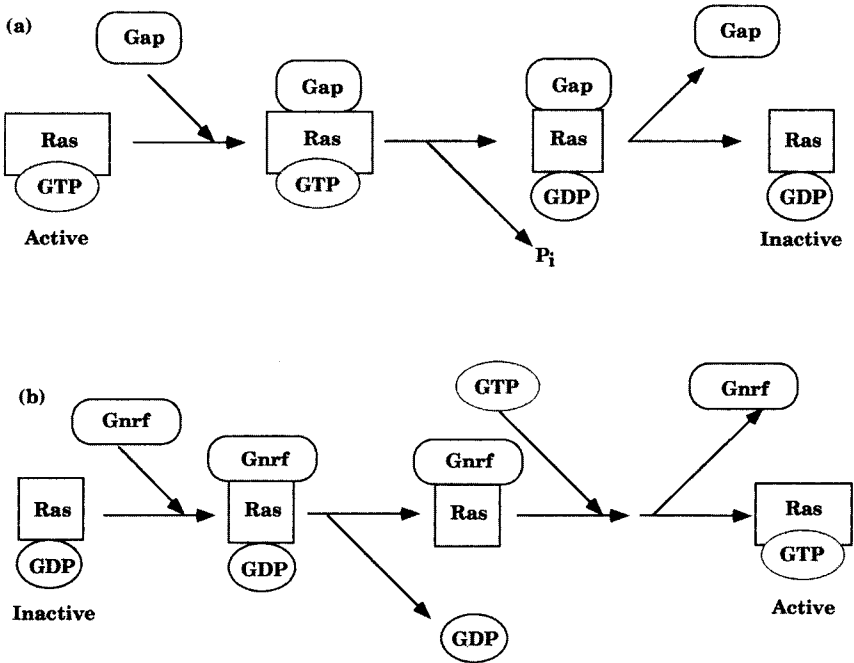 (a)
Gap
Gap
Gap
Gap
Ras
Ras
Ras
Ras
GTP
GTP
GDP
GDP
Active
Inactive
Pi
(b)
GTP
Gnrf
Gnrf
Gnrf
Gnrf
Ras
Ras
Ras
Ras
GDP
GDP
GTP
Inactive
Active
GDP